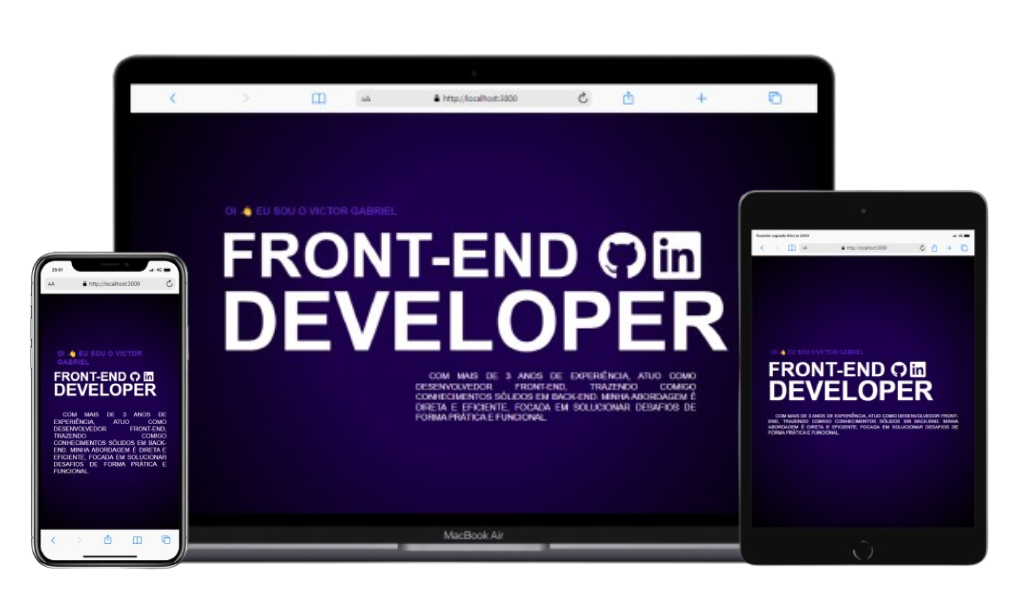 http://localhost:3000
OI 👋 EU SOU O VICTOR GABRIEL
FRONT-END in
DEVELOPER
COM MAIS DE 3 ANOS DE EXPERIÊNCIA, ATUO COMO
DESENVOLVEDOR FRONT-END, TRAZENDO COMIGO
CONHECIMENTOS SÓLIDOS EM BACK-END. MINHA ABORDAGEM É
DIRETA E EFICIENTE, FOCADA EM SOLUCIONAR DESAFIOS DE
FORMA PRÁTICA E FUNCIONAL.
MacBook Air
20:31 4G
AA http://localhost:3000
OI 👋 EU SOU O VICTOR
GABRIEL
FRONT-END in
DEVELOPER
COM MAIS DE 3 ANOS DE
EXPERIÊNCIA, ATUO COMO
DESENVOLVEDOR FRONT-END,
TRAZENDO COMIGO
CONHECIMENTOS SÓLIDOS EM BACK-
END. MINHA ABORDAGEM É DIRETA E
EFICIENTE, FOCADA EM SOLUCIONAR
DESAFIOS DE FORMA PRÁTICA E
FUNCIONAL.
4G
http://localhost:3000
OI 👋 EU SOU O VICTOR GABRIEL
FRONT-END in
DEVELOPER
COM MAIS DE 3 ANOS DE EXPERIÊNCIA, ATUO COMO DESENVOLVEDOR FRONT-
END, TRAZENDO COMIGO CONHECIMENTOS SÓLIDOS EM BACK-END. MINHA
ABORDAGEM É DIRETA E EFICIENTE, FOCADA EM SOLUCIONAR DESAFIOS DE
FORMA PRÁTICA E FUNCIONAL.